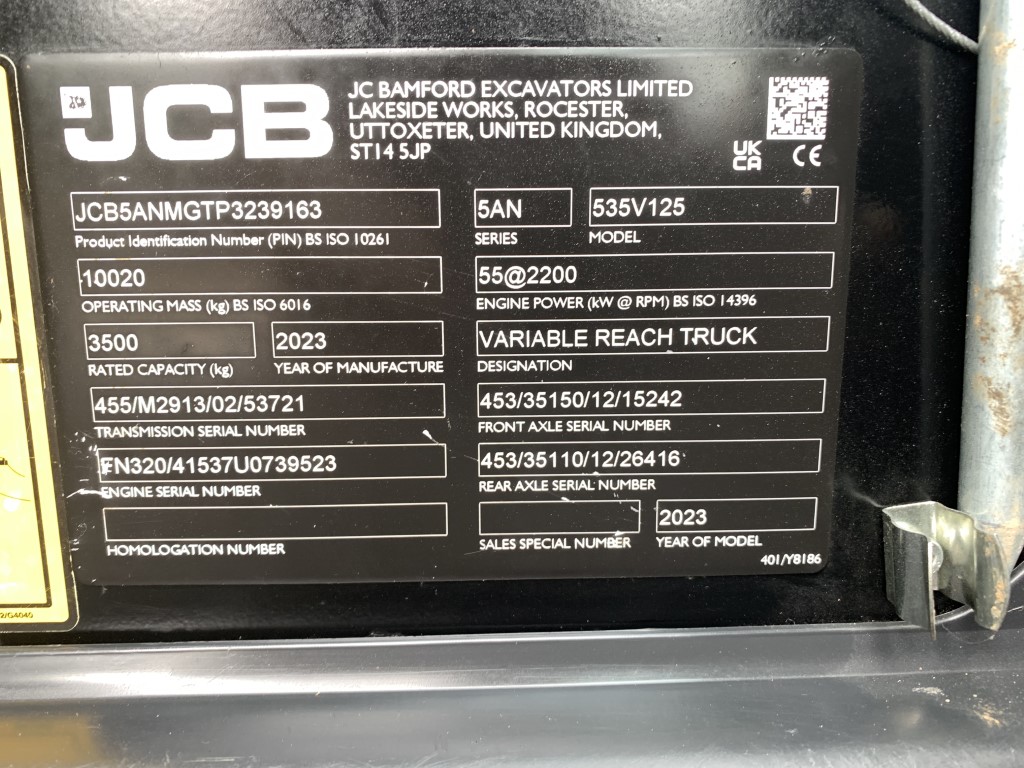 JCB
JC BAMFORD EXCAVATORS LIMITED
LAKESIDE WORKS, ROCESTER,
UTTOXETER, UNITED KINGDOM,
ST14 5JP
UK
CA
CE
JCB5ANMGTP3239163
Product Identification Number (PIN) BS ISO 10261
5AN
SERIES
535V125
MODEL
10020
OPERATING MASS (kg) BS ISO 6016
55@2200
ENGINE POWER (kW @ RPM) BS ISO 14396
3500
RATED CAPACITY (kg)
2023
YEAR OF MANUFACTURE
VARIABLE REACH TRUCK
DESIGNATION
455/M2913/02/53721
TRANSMISSION SERIAL NUMBER
453/35150/12/15242
FRONT AXLE SERIAL NUMBER
FN320/41537U0739523
ENGINE SERIAL NUMBER
453/35110/12/26416
REAR AXLE SERIAL NUMBER
HOMOLOGATION NUMBER
SALES SPECIAL NUMBER
2023
YEAR OF MODEL
401/Y8186